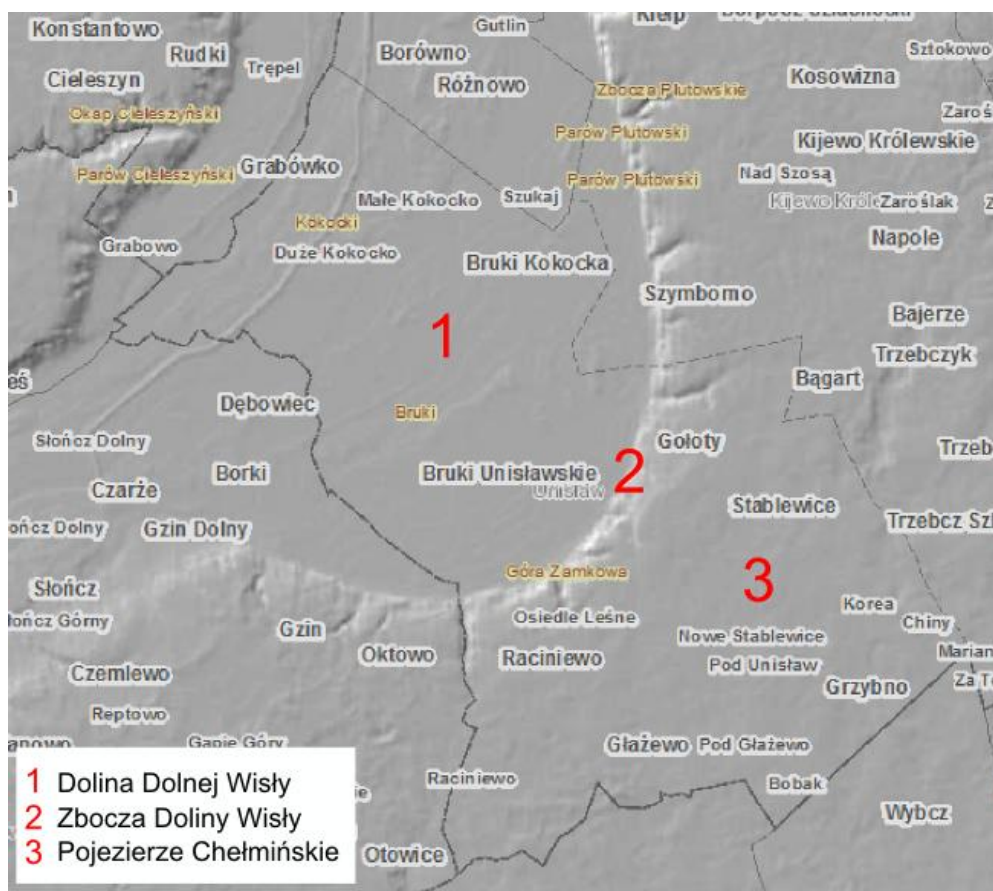 Konstantowo
Rudki
Cieleszyn
Trępel
Borówno
Różnowo
Gutlin
Sztokowo
Kosowizna
Okap Cieleszyński
Zbocza Plutowskie
Parów Plutowski
Kijewo Królewskie
Parów Cieleszyński
Grabówko
Parów Plutowski
Nad Szosą
Małe Kokocko
Szukaj
Zaroślak
Kokocki
Grabowo
Duże Kokocko
Bruki Kokocka
Napole
Szymborno
1
Bajerze
Trzebczyk
Bągart
Dębowiec
Bruki
Słończ Dolny
Gołoty
Borki
Bruki Unisławskie
2
Unisław
Czarże
Stablewice
Gzin Dolny
Słończ
Góra Zamkowa
3
Korea
Osiedle Leśne
Chiny
Gzin
Nowe Stablewice
Oktowo
Raciniewo
Pod Unisław
Czemlewo
Grzybno
Reptowo
Gapie Góry
Głażewo
Pod Głażewo
Raciniewo
Bobak
Wybcz
Otowice
1 Dolina Dolnej Wisły
2 Zbocza Doliny Wisły
3 Pojezierze Chełmińskie